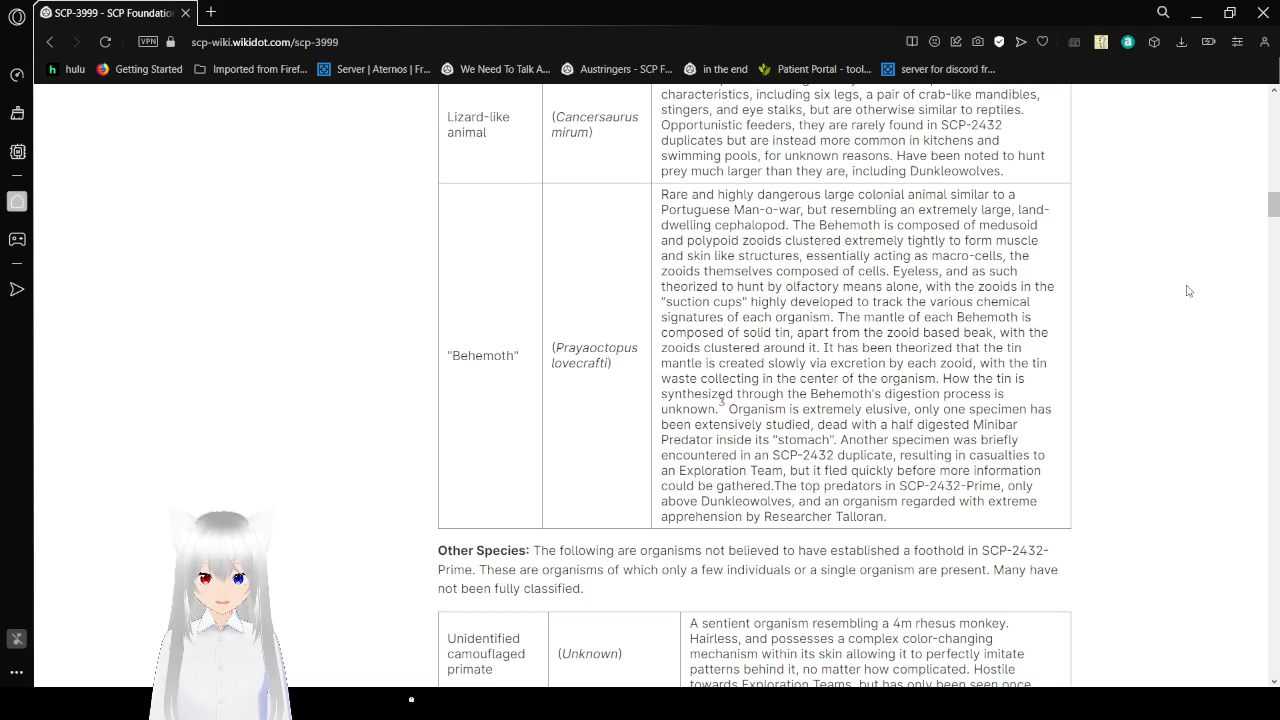 SCP-3999 - SCP Foundation
VPN
scp-wiki.wikidot.com/scp-3999
hulu
Getting Started
Imported from Firef...
Server | Aternos | Fr...
We Need To Talk A...
Austringers - SCP F...
in the end
Patient Portal - tool...
server for discord fr...
Lizard-like
animal
(Cancersaurus
mirum)
characteristics, including six legs, a pair of crab-like mandibles,
stingers, and eye stalks, but are otherwise similar to reptiles.
Opportunistic feeders, they are rarely found in SCP-2432
duplicates but are instead more common in kitchens and
swimming pools, for unknown reasons. Have been noted to hunt
prey much larger than they are, including Dunkleowolves.
"Behemoth"
(Prayaoctopus
lovecrafti)
Rare and highly dangerous large colonial animal similar to a
Portuguese Man-o-war, but resembling an extremely large, land-
dwelling cephalopod. The Behemoth is composed of medusoid
and polypoid zooids clustered extremely tightly to form muscle
and skin like structures, essentially acting as macro-cells, the
zooids themselves composed of cells. Eyeless, and as such
theorized to hunt by olfactory means alone, with the zooids in the
"suction cups" highly developed to track the various chemical
signatures of each organism. The mantle of each Behemoth is
composed of solid tin, apart from the zooid based beak, with the
zooids clustered around it. It has been theorized that the tin
mantle is created slowly via excretion by each zooid, with the tin
waste collecting in the center of the organism. How the tin is
synthesized through the Behemoth's digestion process is
unknown.3 Organism is extremely elusive, only one specimen has
been extensively studied, dead with a half digested Minibar
Predator inside its "stomach". Another specimen was briefly
encountered in an SCP-2432 duplicate, resulting in casualties to
an Exploration Team, but it fled quickly before more information
could be gathered.The top predators in SCP-2432-Prime, only
above Dunkleowolves, and an organism regarded with extreme
apprehension by Researcher Talloran.
Other Species: The following are organisms not believed to have established a foothold in SCP-2432-
Prime. These are organisms of which only a few individuals or a single organism are present. Many have
not been fully classified.
Unidentified
camouflaged
primate
(Unknown)
A sentient organism resembling a 4m rhesus monkey.
Hairless, and possesses a complex color-changing
mechanism within its skin allowing it to perfectly imitate
patterns behind it, no matter how complicated. Hostile
towards Exploration Teams, but has only been seen once